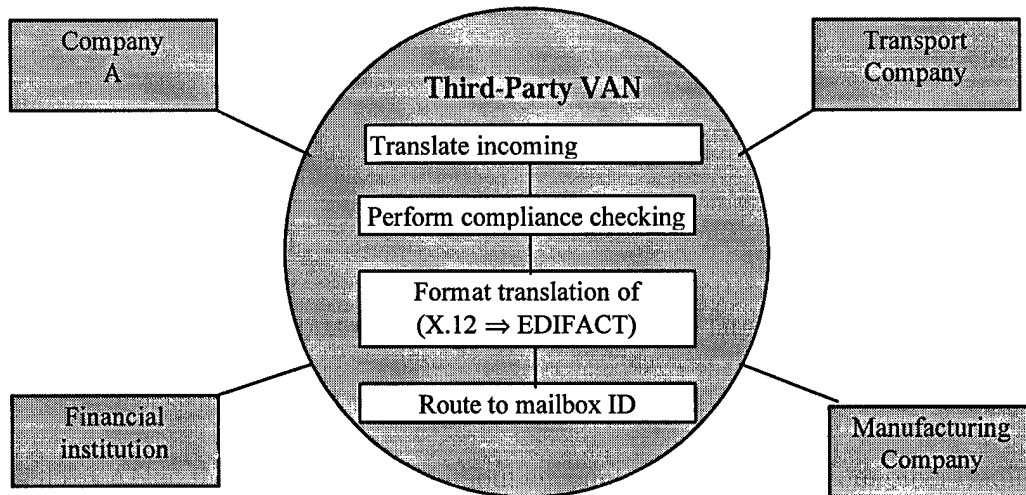 Company
A
Transport
Company
Third-Party VAN
Translate incoming
Perform compliance checking
Format translation of
(X.12 ⇒ EDIFACT)
Route to mailbox ID
Financial
institution
Manufacturing
Company